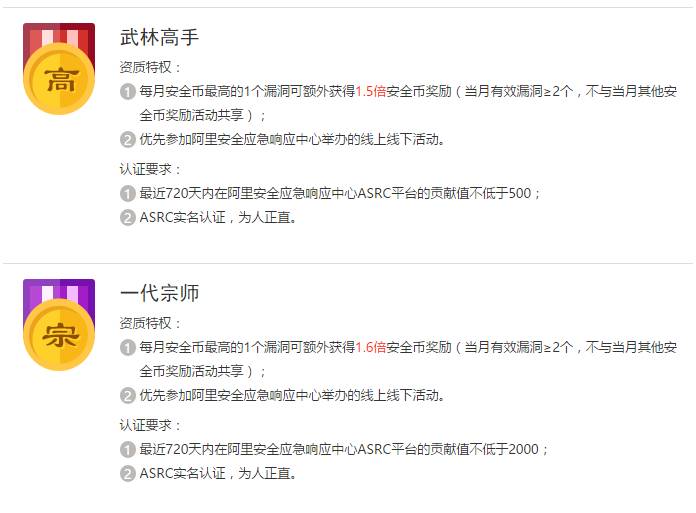 高
武林高手
资质特权：
1 每月安全币最高的1个漏洞可额外获得1.5倍安全币奖励（当月有效漏洞≥2个，不与当月其他安
全币奖励活动共享）；
2 优先参加阿里安全应急响应中心举办的线上线下活动。
认证要求：
1 最近720天内在阿里安全应急响应中心ASRC平台的贡献值不低于500；
2 ASRC实名认证，为人正直。
宗
一代宗师
资质特权：
1 每月安全币最高的1个漏洞可额外获得1.6倍安全币奖励（当月有效漏洞≥2个，不与当月其他安
全币奖励活动共享）；
2 优先参加阿里安全应急响应中心举办的线上线下活动。
认证要求：
1 最近720天内在阿里安全应急响应中心ASRC平台的贡献值不低于2000；
2 ASRC实名认证，为人正直。